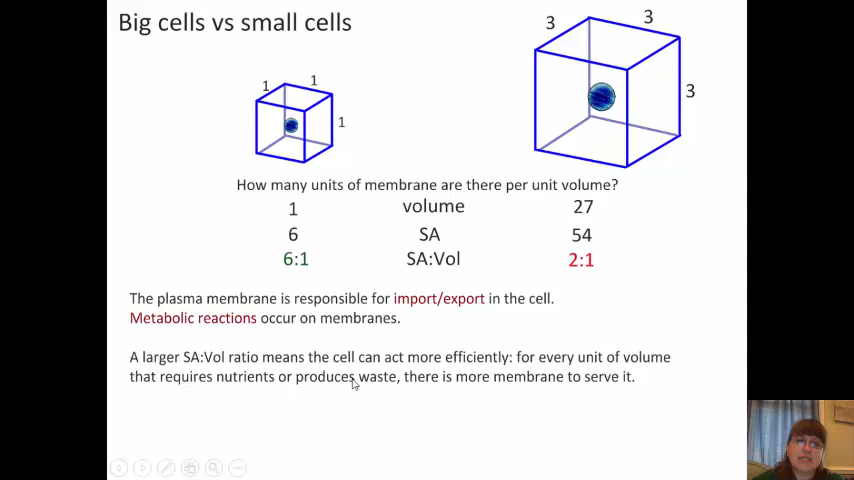 Big cells vs small cells
3
3
3
1
1
1
How many units of membrane are there per unit volume?
1 volume 27
6 SA 54
6:1 SA:Vol 2:1
The plasma membrane is responsible for import/export in the cell.
Metabolic reactions occur on membranes.
A larger SA:Vol ratio means the cell can act more efficiently: for every unit of volume
that requires nutrients or produces waste, there is more membrane to serve it.